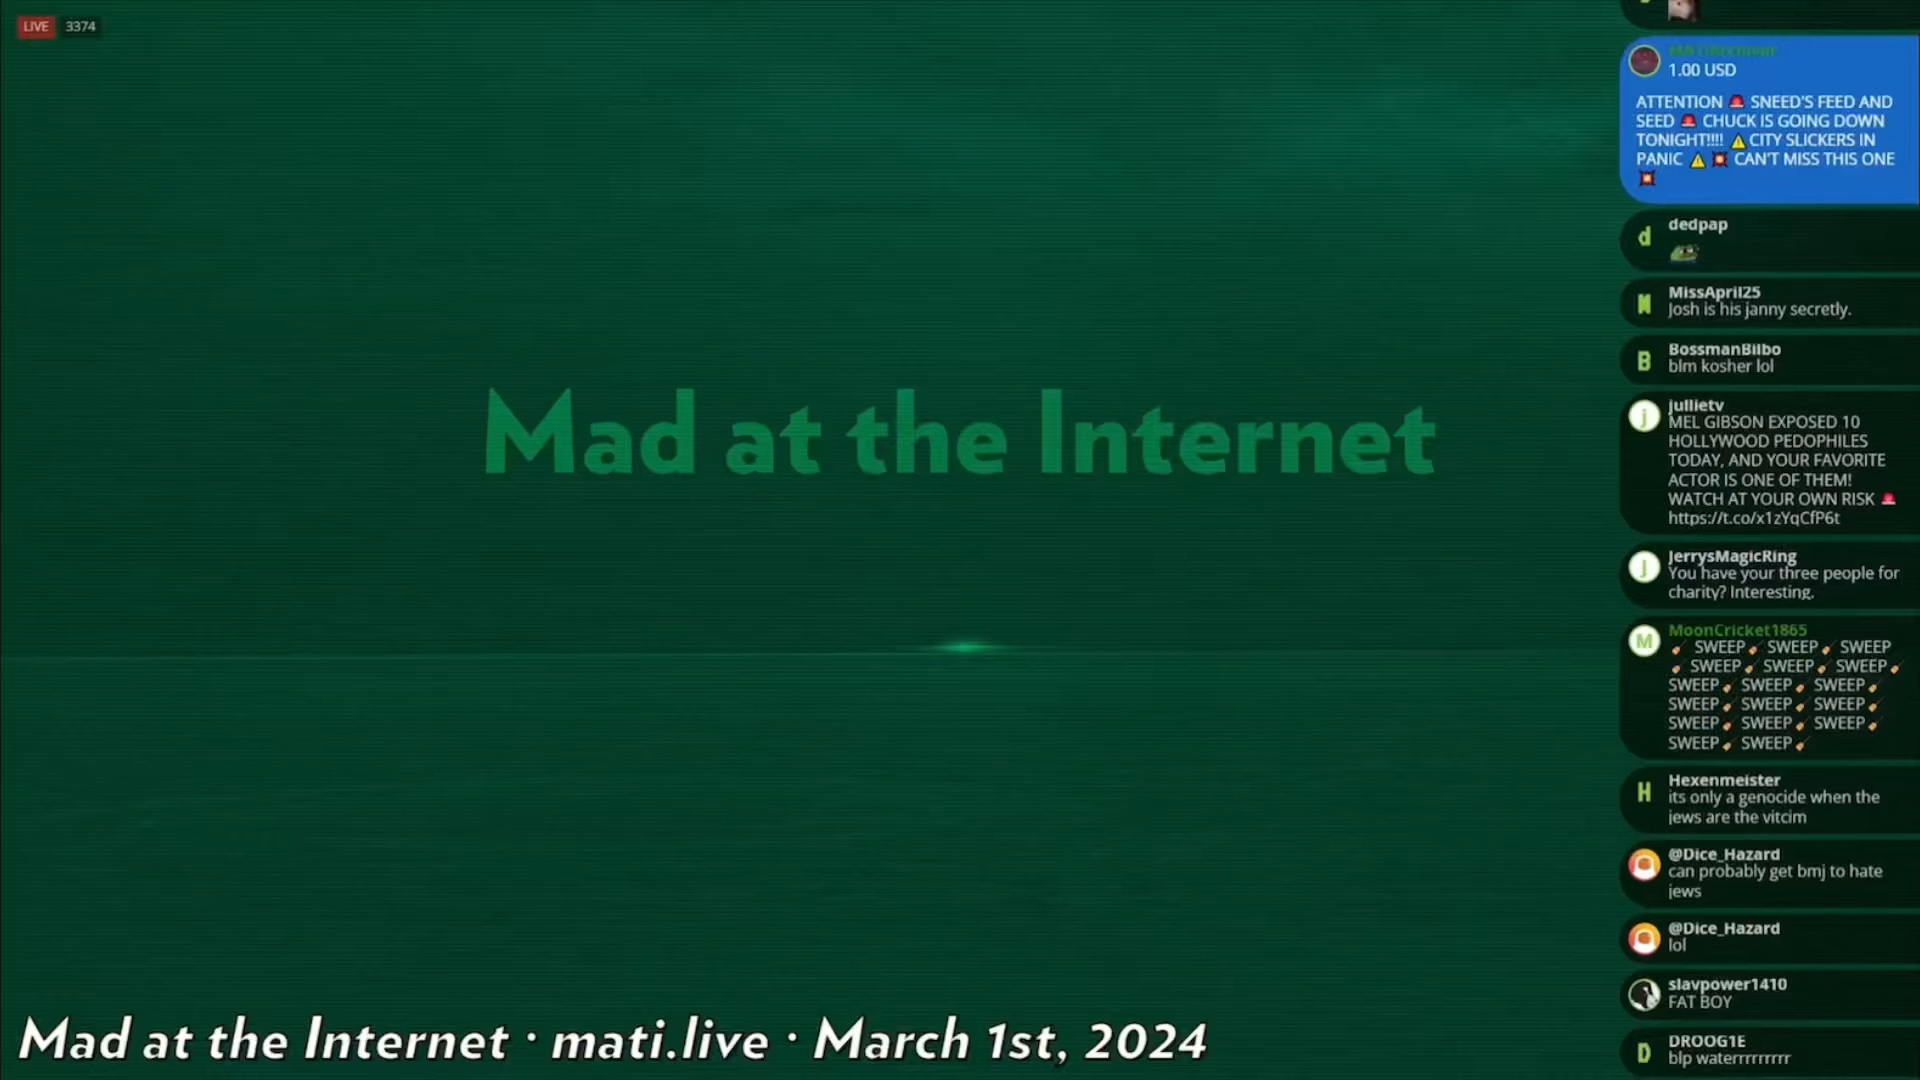 LIVE 3374
Mad at the Internet
Mad at the Internet · mati.live · March 1st, 2024
1.00 USD
ATTENTION 🚨 SNEED'S FEED AND
SEED 🚨 CHUCK IS GOING DOWN
TONIGHT!!!! ⚠️ CITY SLICKERS IN
PANIC ⚠️ 💥 CAN'T MISS THIS ONE
💥
d
dedpap
M
MissApril25
Josh is his janny secretly.
B
BossmanBilbo
blm kosher lol
j
jullietv
MEL GIBSON EXPOSED 10
HOLLYWOOD PEDOPHILES
TODAY, AND YOUR FAVORITE
ACTOR IS ONE OF THEM!
WATCH AT YOUR OWN RISK 🚨
https://t.co/x1zYqCfP6t
J
JerrysMagicRing
You have your three people for
charity? Interesting.
M
MoonCricket1865
🧹 SWEEP🧹 SWEEP🧹 SWEEP
🧹 SWEEP🧹 SWEEP🧹 SWEEP🧹
SWEEP🧹 SWEEP🧹 SWEEP🧹
SWEEP🧹 SWEEP🧹 SWEEP🧹
SWEEP🧹 SWEEP🧹 SWEEP🧹
SWEEP🧹 SWEEP🧹
H
Hexenmeister
its only a genocide when the
jews are the vitcim
@Dice_Hazard
can probably get bmj to hate
jews
@Dice_Hazard
lol
slavpower1410
FAT BOY
D
DROOG1E
blp waterrrrrrrrr